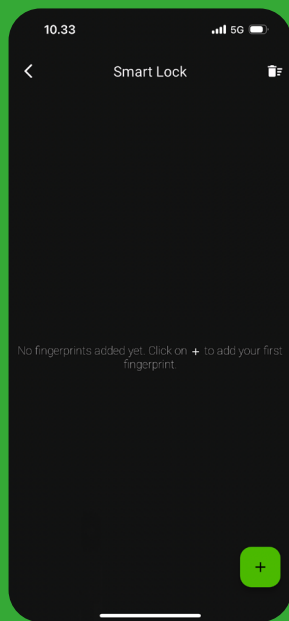 10.33
5G
Smart Lock
No fingerprints added yet. Click on + to add your first
fingerprint.
+